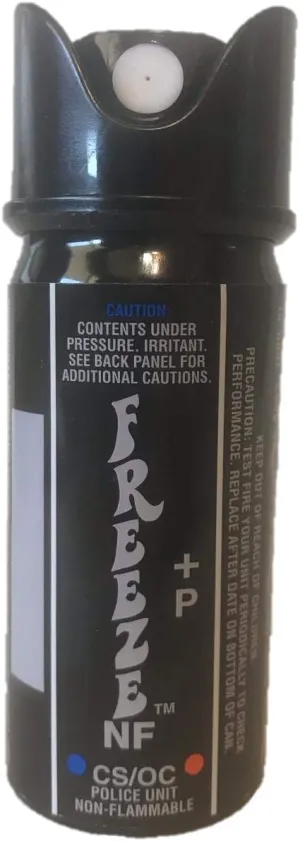 CAUTION:
CONTENTS UNDER
PRESSURE. IRRITANT.
SEE BACK PANEL FOR
ADDITIONAL CAUTIONS.
FREEZE™
+P
NF
CS/OC
POLICE UNIT
NON-FLAMMABLE
KEEP OUT OF REACH OF CHILDREN.
PRECAUTION: TEST FIRE YOUR UNIT PERIODICALLY TO CHECK
PERFORMANCE. REPLACE AFTER DATE ON BOTTOM OF CAN.